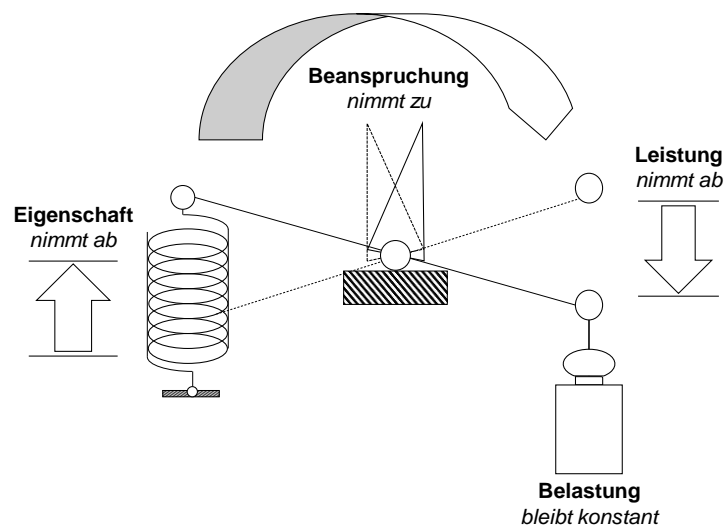 Beanspruchung
nimmt zu
Leistung
nimmt ab
Eigenschaft
nimmt ab
Belastung
bleibt konstant